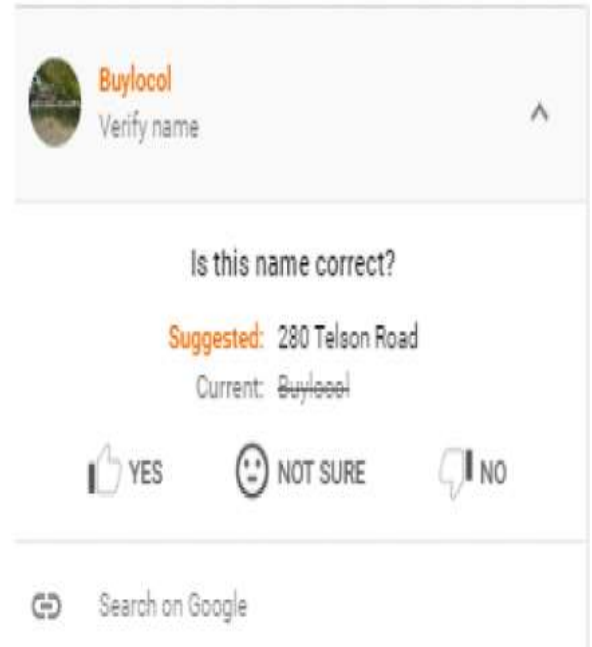 Buylocol
Verify name
Is this name correct?
Suggested: 280 Telson Road
Current: Buylocol
YES NOT SURE NO
Search on Google